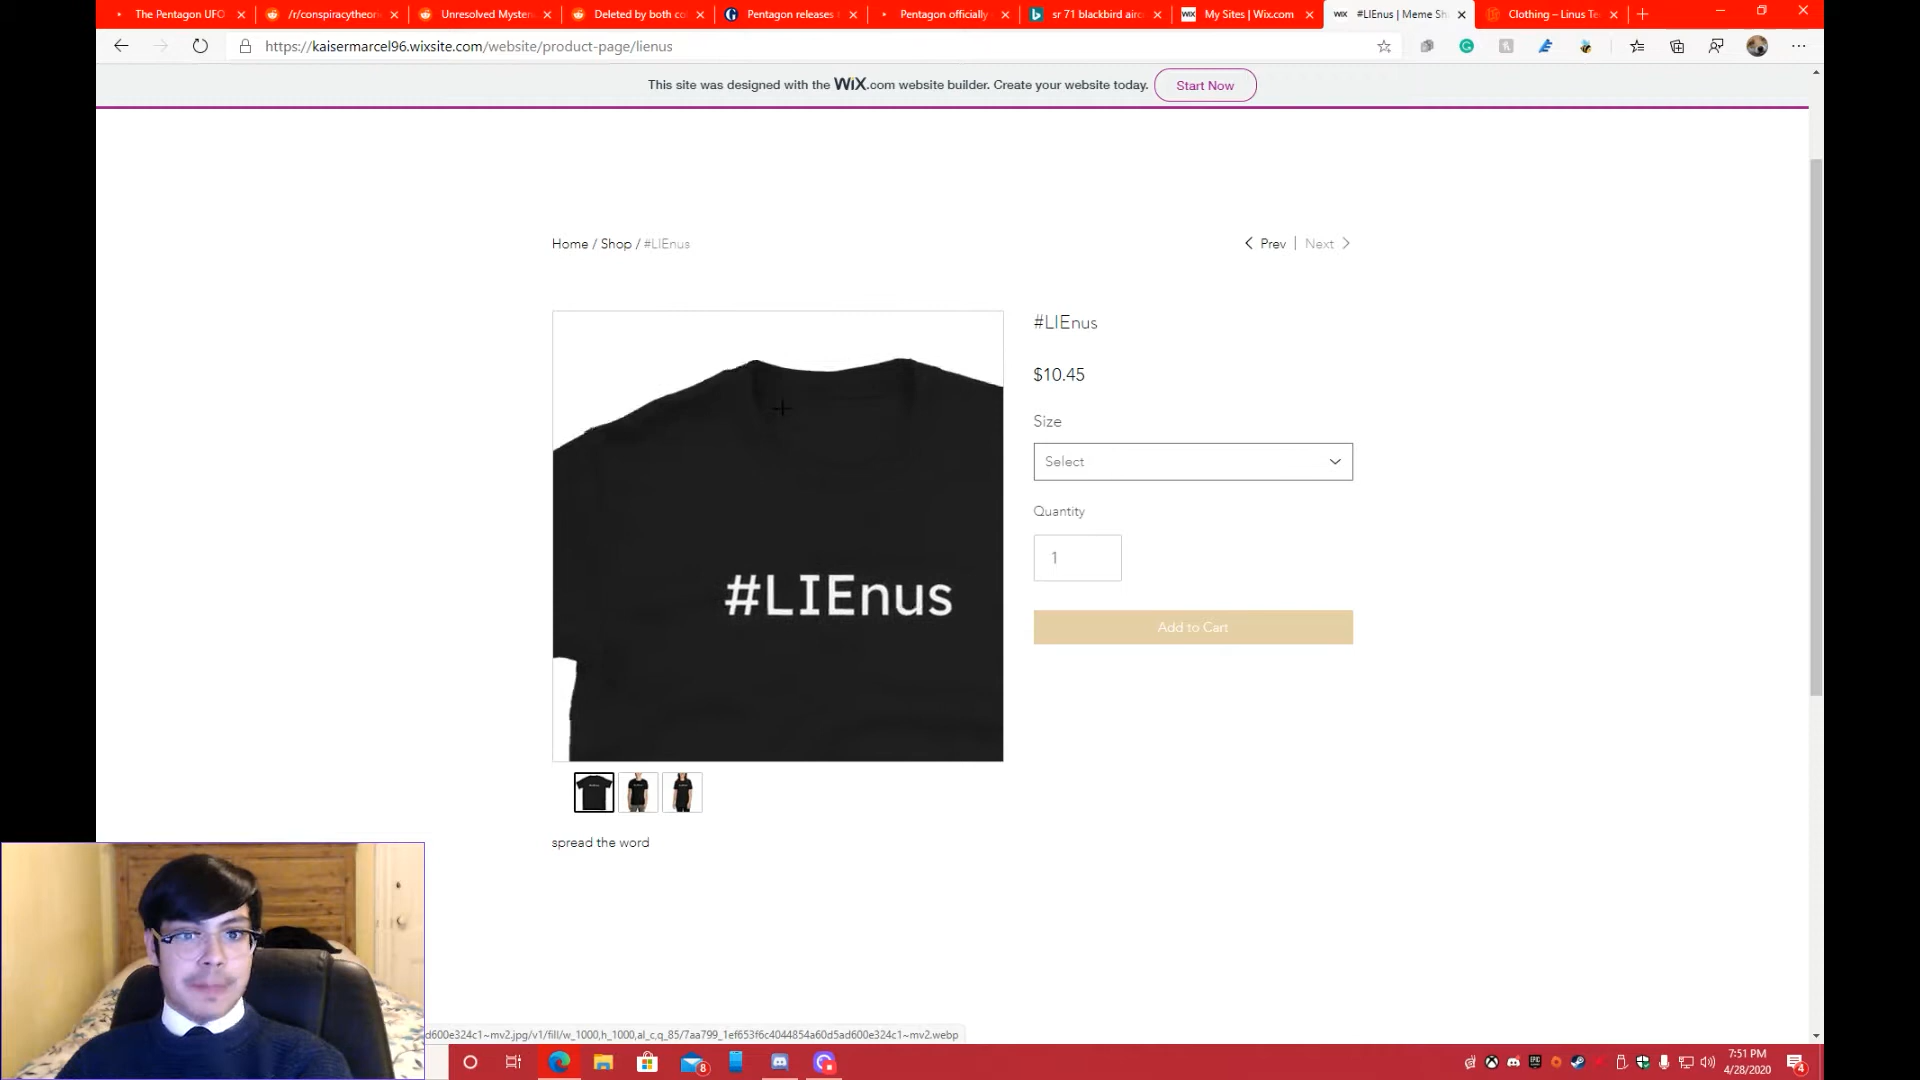 The Pentagon UFO
/r/conspiracytheor
Unresolved Myster
Deleted by both co
Pentagon releases
Pentagon officially
sr 71 blackbird airc
My Sites | Wix.com
#LIEnus | Meme Sh
Clothing – Linus Te
https://kaisermarcel96.wixsite.com/website/product-page/lienus
This site was designed with the WiX.com website builder. Create your website today. Start Now
Home / Shop / #LIEnus
Prev | Next
#LIEnus
$10.45
Size
Select
Quantity
1
Add to Cart
#LIEnus
spread the word
d600e324c1~mv2.jpg/v1/fill/w_1000,h_1000,al_c,q_85/7aa799_1ef653f6c4044854a60d5ad600e324c1~mv2.webp
8
7:51 PM
4/28/2020
4